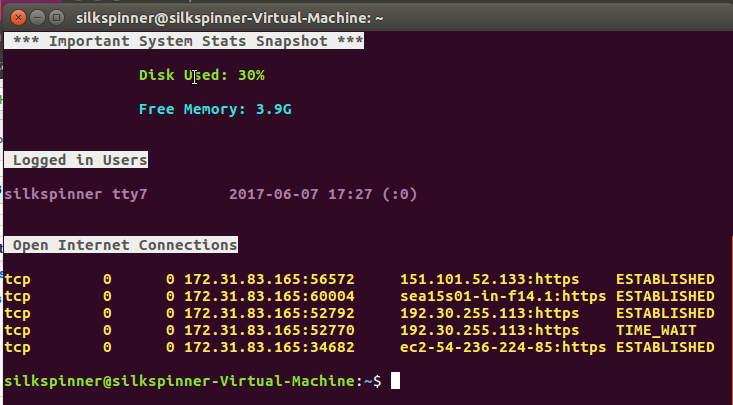 silkspinner@silkspinner-Virtual-Machine: ~
*** Important System Stats Snapshot ***
Disk Used: 30%
Free Memory: 3.9G
Logged in Users
silkspinner tty7         2017-06-07 17:27 (:0)
Open Internet Connections
tcp        0      0 172.31.83.165:56572     151.101.52.133:https    ESTABLISHED
tcp        0      0 172.31.83.165:60004     sea15s01-in-f14.1:https ESTABLISHED
tcp        0      0 172.31.83.165:52792     192.30.255.113:https    ESTABLISHED
tcp        0      0 172.31.83.165:52770     192.30.255.113:https    TIME_WAIT
tcp        0      0 172.31.83.165:34682     ec2-54-236-224-85:https ESTABLISHED
silkspinner@silkspinner-Virtual-Machine:~$